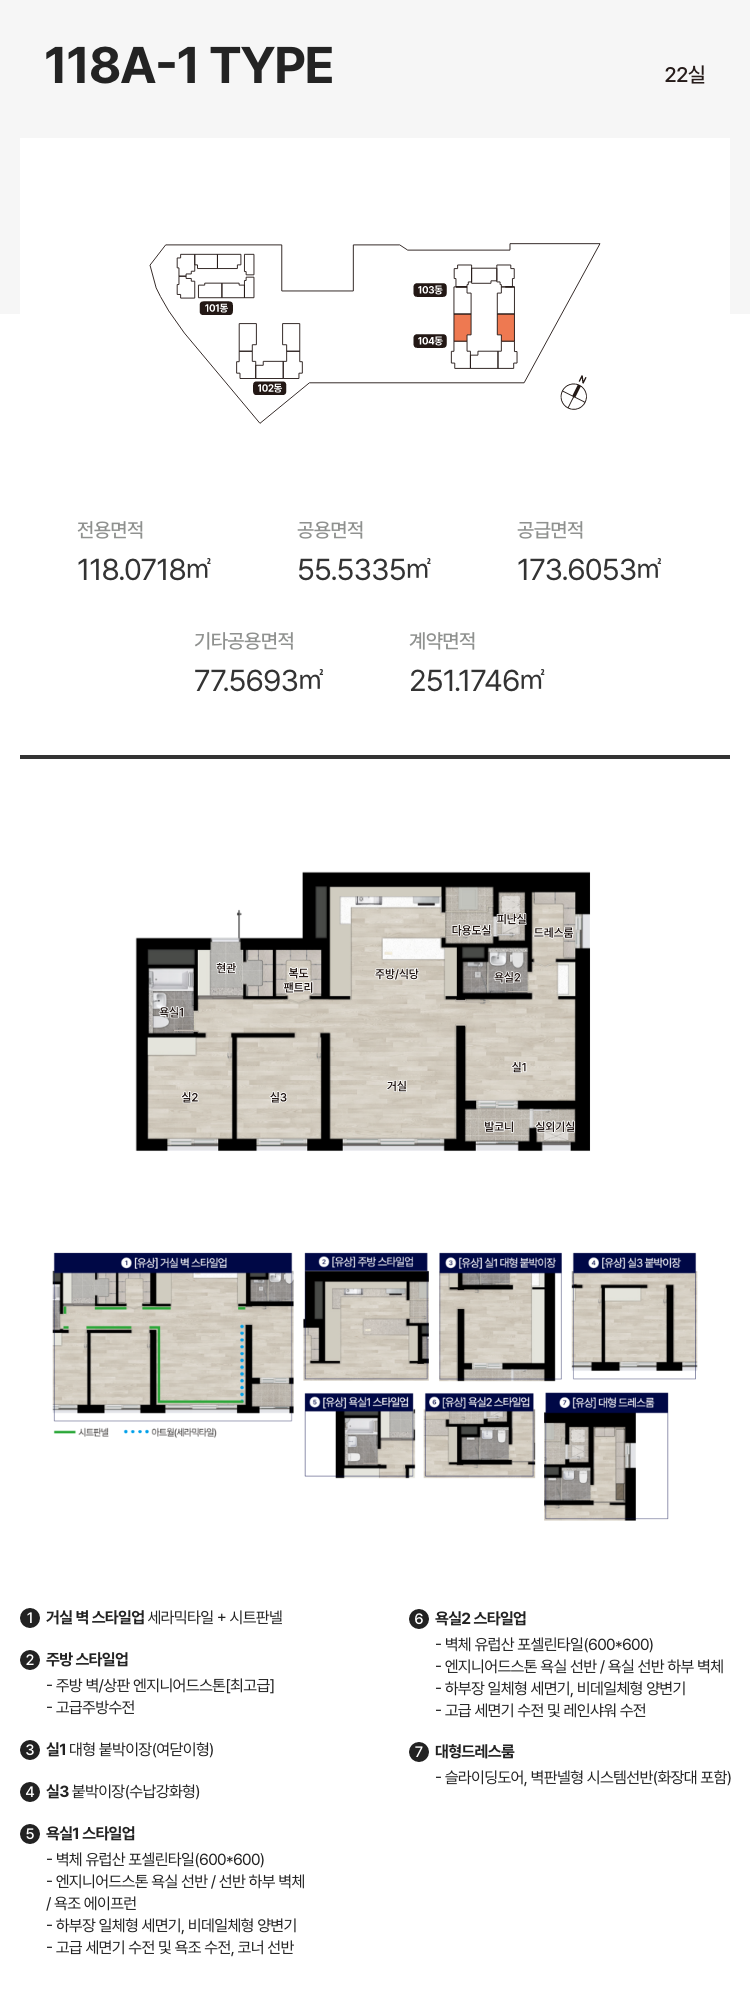 118A-1 TYPE
22실
101동
102동
103동
104동
N
전용면적
118.0718㎡
공용면적
55.5335㎡
공급면적
173.6053㎡
기타공용면적
77.5693㎡
계약면적
251.1746㎡
다용도실
피난실
드레스룸
현관
복도
팬트리
주방/식당
욕실2
욕실1
실2
실3
거실
실1
발코니
실외기실
1 [유상] 거실 벽 스타일업
2 [유상] 주방 스타일업
3 [유상] 실1 대형 붙박이장
4 [유상] 실3 붙박이장
시트판넬
아트월(세라믹타일)
5 [유상] 욕실1 스타일업
6 [유상] 욕실2 스타일업
7 [유상] 대형 드레스룸
1 거실 벽 스타일업 세라믹타일 + 시트판넬
2 주방 스타일업
- 주방 벽/상판 엔지니어드스톤[최고급]
- 고급주방수전
3 실1 대형 붙박이장(여닫이형)
4 실3 붙박이장(수납강화형)
5 욕실1 스타일업
- 벽체 유럽산 포셀린타일(600*600)
- 엔지니어드스톤 욕실 선반 / 선반 하부 벽체
/ 욕조 에이프런
- 하부장 일체형 세면기, 비데일체형 양변기
- 고급 세면기 수전 및 욕조 수전, 코너 선반
6 욕실2 스타일업
- 벽체 유럽산 포셀린타일(600*600)
- 엔지니어드스톤 욕실 선반 / 욕실 선반 하부 벽체
- 하부장 일체형 세면기, 비데일체형 양변기
- 고급 세면기 수전 및 레인샤워 수전
7 대형드레스룸
- 슬라이딩도어, 벽판넬형 시스템선반(화장대 포함)